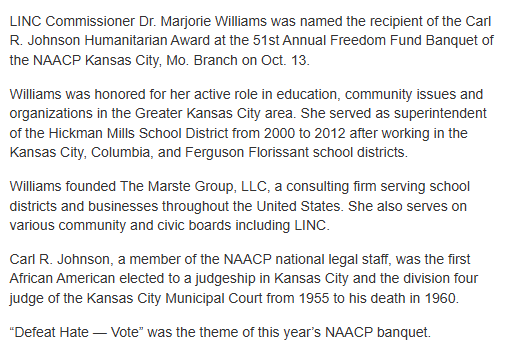 LINC Commissioner Dr. Marjorie Williams was named the recipient of the Carl
R. Johnson Humanitarian Award at the 51st Annual Freedom Fund Banquet of
the NAACP Kansas City, Mo. Branch on Oct. 13.
Williams was honored for her active role in education, community issues and
organizations in the Greater Kansas City area. She served as superintendent
of the Hickman Mills School District from 2000 to 2012 after working in the
Kansas City, Columbia, and Ferguson Florissant school districts.
Williams founded The Marste Group, LLC, a consulting firm serving school
districts and businesses throughout the United States. She also serves on
various community and civic boards including LINC.
Carl R. Johnson, a member of the NAACP national legal staff, was the first
African American elected to a judgeship in Kansas City and the division four
judge of the Kansas City Municipal Court from 1955 to his death in 1960.
“Defeat Hate — Vote” was the theme of this year’s NAACP banquet.